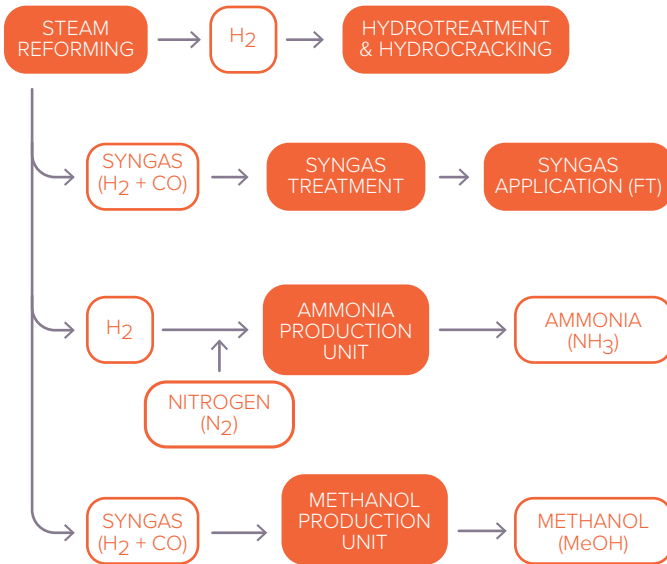 STEAM
REFORMING
H2
HYDROTREATMENT
& HYDROCRACKING
SYNGAS
(H2 + CO)
SYNGAS
TREATMENT
SYNGAS
APPLICATION (FT)
H2
AMMONIA
PRODUCTION
UNIT
AMMONIA
(NH3)
NITROGEN
(N2)
SYNGAS
(H2 + CO)
METHANOL
PRODUCTION
UNIT
METHANOL
(MeOH)